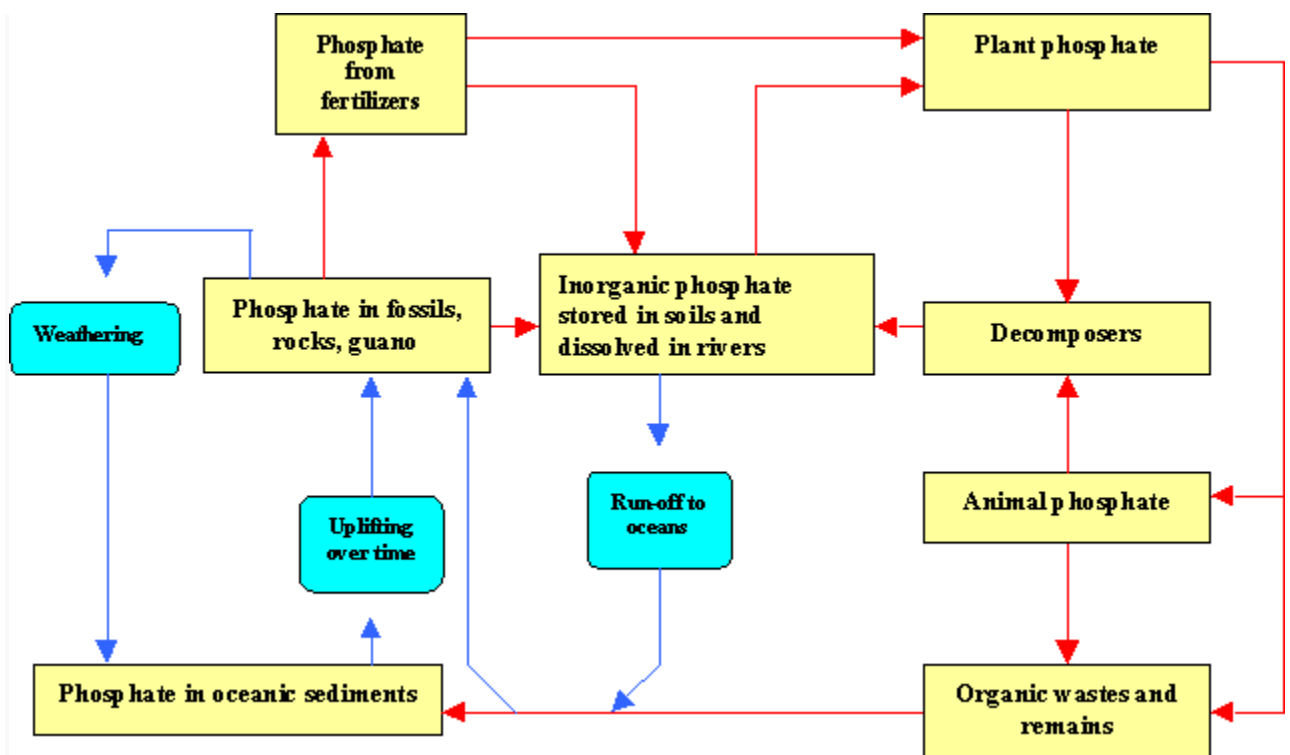 Phosphate
from
fertilizers
Plant phosphate
Weathering
Phosphate in fossils,
rocks, guano
Inorganic phosphate
stored in soils and
dissolved in rivers
Decomposers
Uplifting
over time
Run-off to
oceans
Animal phosphate
Phosphate in oceanic sediments
Organic wastes and
remains